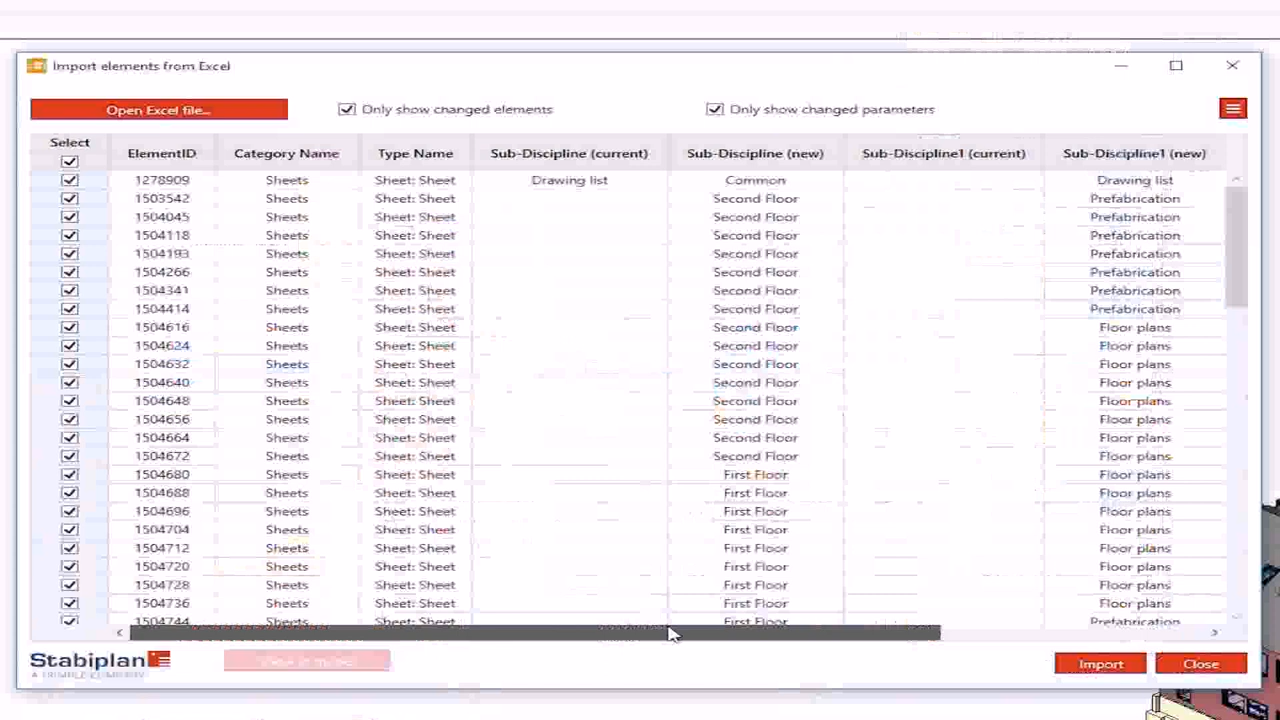 Import elements from Excel
Open Excel file...
Only show changed elements
Only show changed parameters
Select ElementID Category Name Type Name Sub-Discipline (current) Sub-Discipline (new) Sub-Discipline1 (current) Sub-Discipline1 (new)
1278909 Sheets Sheet: Sheet Drawing list Common Drawing list
1503542 Sheets Sheet: Sheet Second Floor Prefabrication
1504045 Sheets Sheet: Sheet Second Floor Prefabrication
1504118 Sheets Sheet: Sheet Second Floor Prefabrication
1504193 Sheets Sheet: Sheet Second Floor Prefabrication
1504266 Sheets Sheet: Sheet Second Floor Prefabrication
1504341 Sheets Sheet: Sheet Second Floor Prefabrication
1504414 Sheets Sheet: Sheet Second Floor Prefabrication
1504616 Sheets Sheet: Sheet Second Floor Floor plans
1504624 Sheets Sheet: Sheet Second Floor Floor plans
1504632 Sheets Sheet: Sheet Second Floor Floor plans
1504640 Sheets Sheet: Sheet Second Floor Floor plans
1504648 Sheets Sheet: Sheet Second Floor Floor plans
1504656 Sheets Sheet: Sheet Second Floor Floor plans
1504664 Sheets Sheet: Sheet Second Floor Floor plans
1504672 Sheets Sheet: Sheet Second Floor Floor plans
1504680 Sheets Sheet: Sheet First Floor Floor plans
1504688 Sheets Sheet: Sheet First Floor Floor plans
1504696 Sheets Sheet: Sheet First Floor Floor plans
1504704 Sheets Sheet: Sheet First Floor Floor plans
1504712 Sheets Sheet: Sheet First Floor Floor plans
1504720 Sheets Sheet: Sheet First Floor Floor plans
1504728 Sheets Sheet: Sheet First Floor Floor plans
1504736 Sheets Sheet: Sheet First Floor Floor plans
1504744 Sheets Sheet: Sheet First Floor Prefabrication
Stabiplan
A TRIMBLE COMPANY
Import
Close